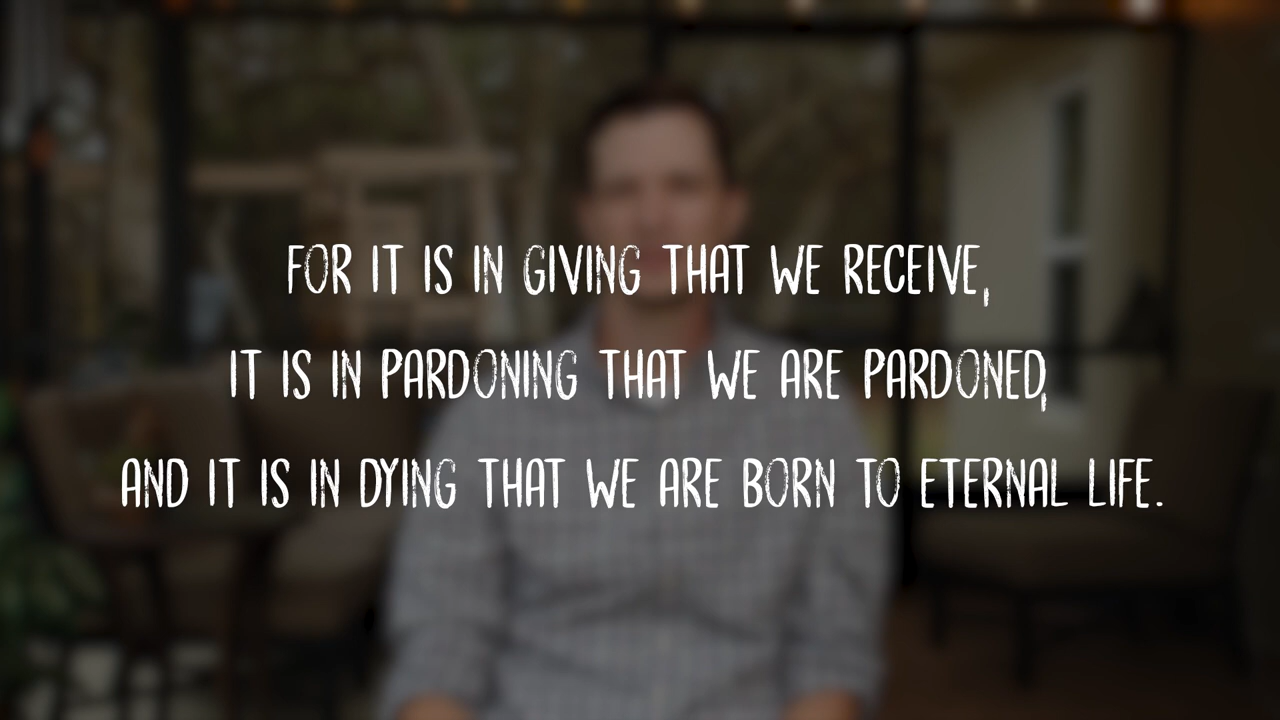 FOR IT IS IN GIVING THAT WE RECEIVE,
IT IS IN PARDONING THAT WE ARE PARDONED,
AND IT IS IN DYING THAT WE ARE BORN TO ETERNAL LIFE.